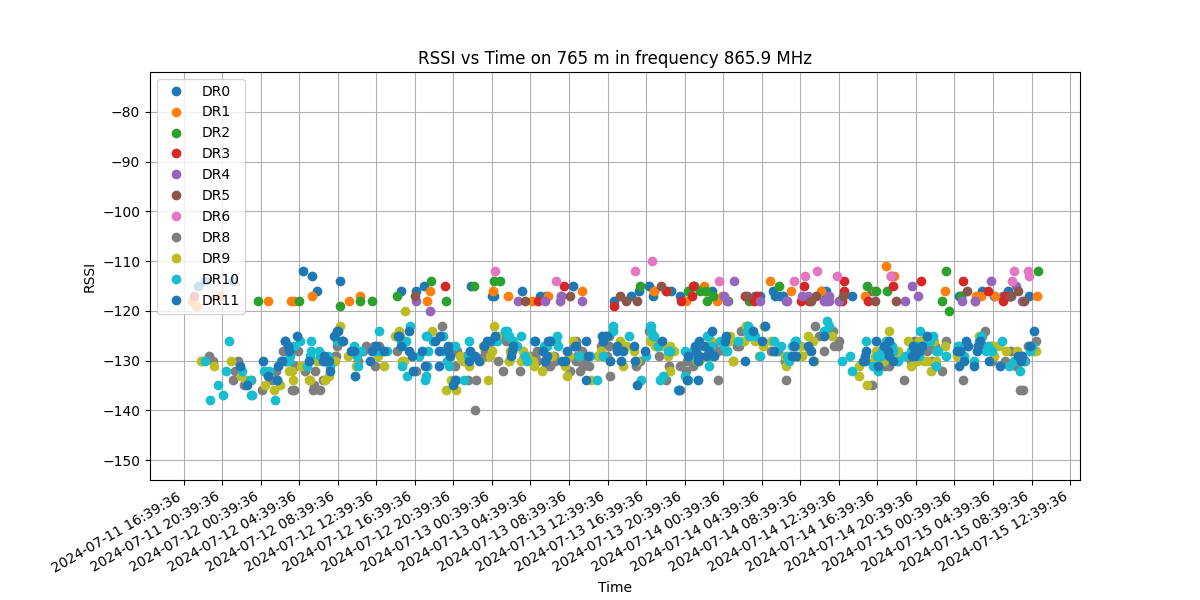 RSSI vs Time on 765 m in frequency 865.9 MHz
RSSI
−80
−90
−100
−110
−120
−130
−140
−150
DR0
DR1
DR2
DR3
DR4
DR5
DR6
DR8
DR9
DR10
DR11
2024-07-11 16:39:36
2024-07-11 20:39:36
2024-07-12 00:39:36
2024-07-12 04:39:36
2024-07-12 08:39:36
2024-07-12 12:39:36
2024-07-12 16:39:36
2024-07-12 20:39:36
2024-07-13 00:39:36
2024-07-13 04:39:36
2024-07-13 08:39:36
2024-07-13 12:39:36
2024-07-13 16:39:36
2024-07-13 20:39:36
2024-07-14 00:39:36
2024-07-14 04:39:36
2024-07-14 08:39:36
2024-07-14 12:39:36
2024-07-14 16:39:36
2024-07-14 20:39:36
2024-07-15 00:39:36
2024-07-15 04:39:36
2024-07-15 08:39:36
2024-07-15 12:39:36
Time